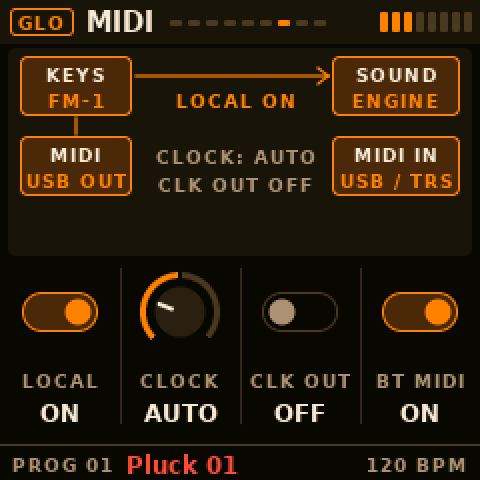 GLO MIDI
KEYS
FM-1
LOCAL ON
SOUND
ENGINE
MIDI
USB OUT
CLOCK: AUTO
CLK OUT OFF
MIDI IN
USB / TRS
LOCAL CLOCK CLK OUT BT MIDI
ON AUTO OFF ON
PROG 01 Pluck 01 120 BPM